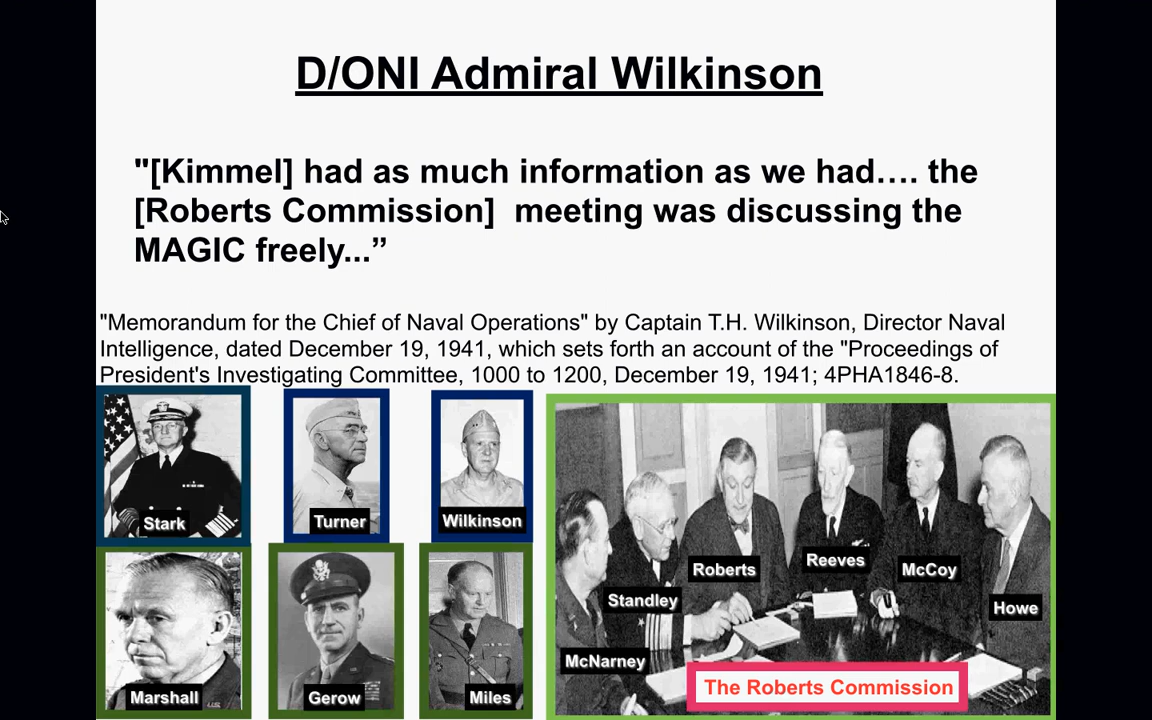 D/ONI Admiral Wilkinson
"[Kimmel] had as much information as we had…. the
[Roberts Commission]  meeting was discussing the
MAGIC freely...”
"Memorandum for the Chief of Naval Operations" by Captain T.H. Wilkinson, Director Naval
Intelligence, dated December 19, 1941, which sets forth an account of the "Proceedings of
President's Investigating Committee, 1000 to 1200, December 19, 1941; 4PHA1846-8.
Stark
Turner
Wilkinson
Marshall
Gerow
Miles
McNarney
Standley
Roberts
Reeves
McCoy
Howe
The Roberts Commission